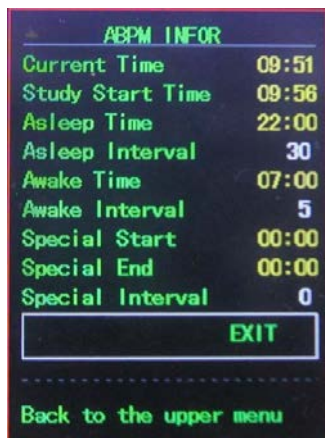 ABPM INFOR
Current Time 09:51
Study Start Time 09:56
Asleep Time 22:00
Asleep Interval 30
Awake Time 07:00
Awake Interval 5
Special Start 00:00
Special End 00:00
Special Interval 0
EXIT
Back to the upper menu